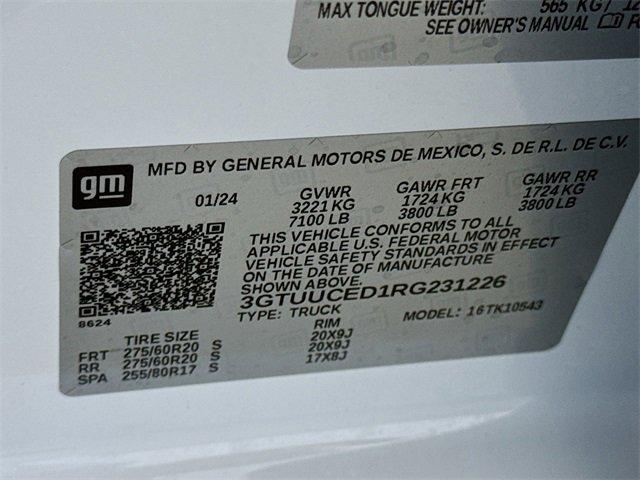 MAX TONGUE WEIGHT: 565 KG/
SEE OWNER'S MANUAL
gm
MFD BY GENERAL MOTORS DE MEXICO, S. DE R.L. DE C.V.
01/24 GVWR GAWR FRT GAWR RR
3221 KG 1724 KG 1724 KG
7100 LB 3800 LB 3800 LB
THIS VEHICLE CONFORMS TO ALL
APPLICABLE U.S. FEDERAL MOTOR
VEHICLE SAFETY STANDARDS IN EFFECT
ON THE DATE OF MANUFACTURE
3GTUUCED1RG231226
TYPE: TRUCK MODEL: 16TK10543
8624
TIRE SIZE RIM
FRT 275/60R20 S 20X9J
RR 275/60R20 S 20X9J
SPA 255/80R17 S 17X8J